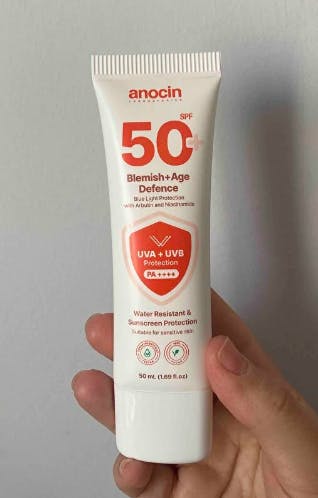 anocin
LABORATORIES
SPF
50+
Blemish+Age
Defence
Blue Light Protection
with Arbutin and Niacinamide
UVA + UVB
Protection
PA ++++
Water Resistant &
Sunscreen Protection
Suitable for sensitive skin
50 mL (1.69 fl.oz)